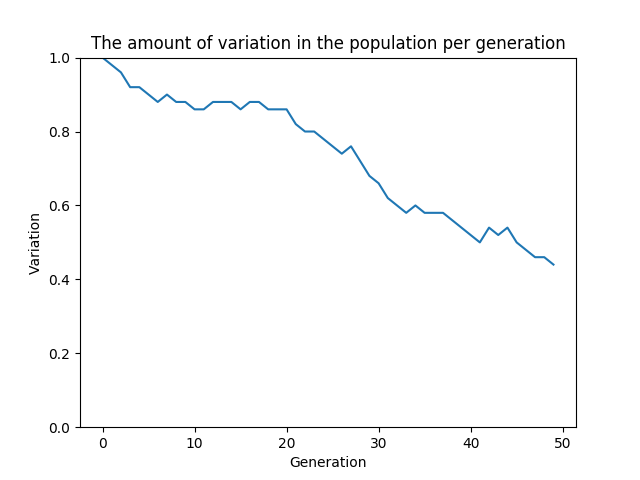 The amount of variation in the population per generation
1.0
0.8
0.6
0.4
0.2
0.0
Variation
0 10 20 30 40 50
Generation